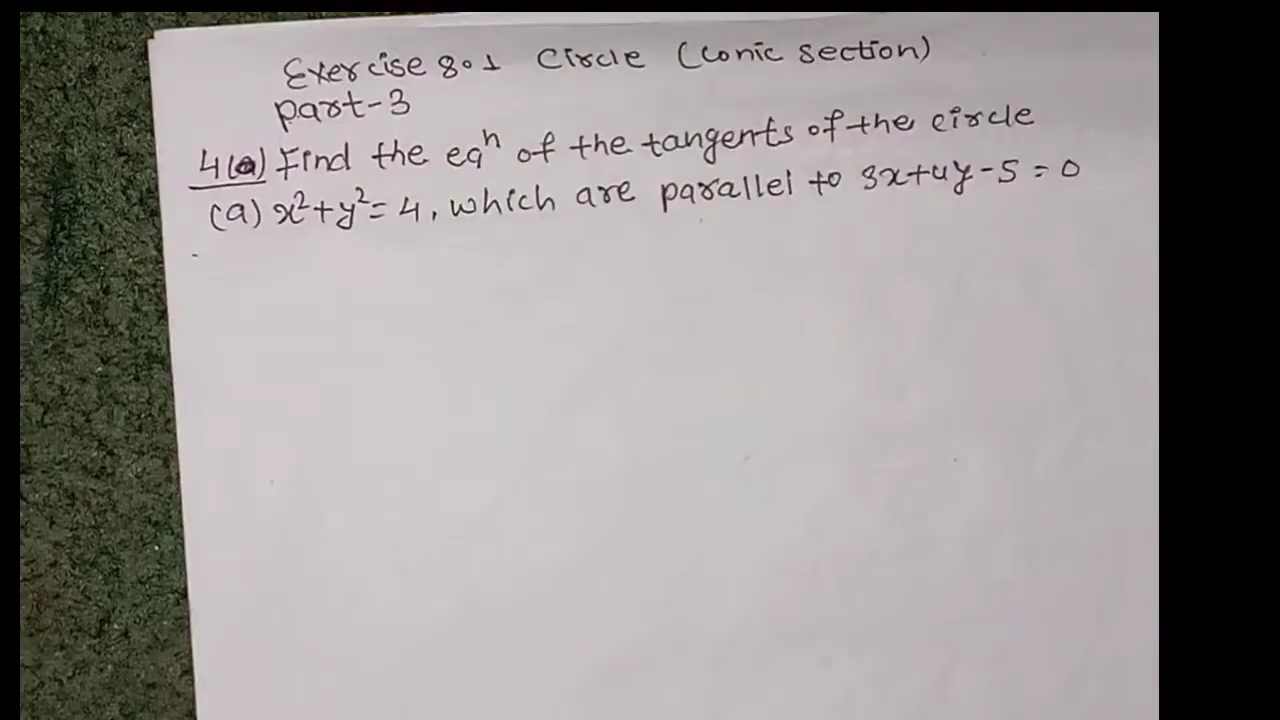 Exercise 8.1 Circle (Conic section)
part-3
4(a) Find the eqⁿ of the tangents of the circle
(a) x²+y²=4, which are parallel to 3x+4y-5=0